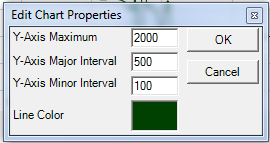 Edit Chart Properties
Y-Axis Maximum 2000 OK
Y-Axis Major Interval 500
Cancel
Y-Axis Minor Interval 100
Line Color